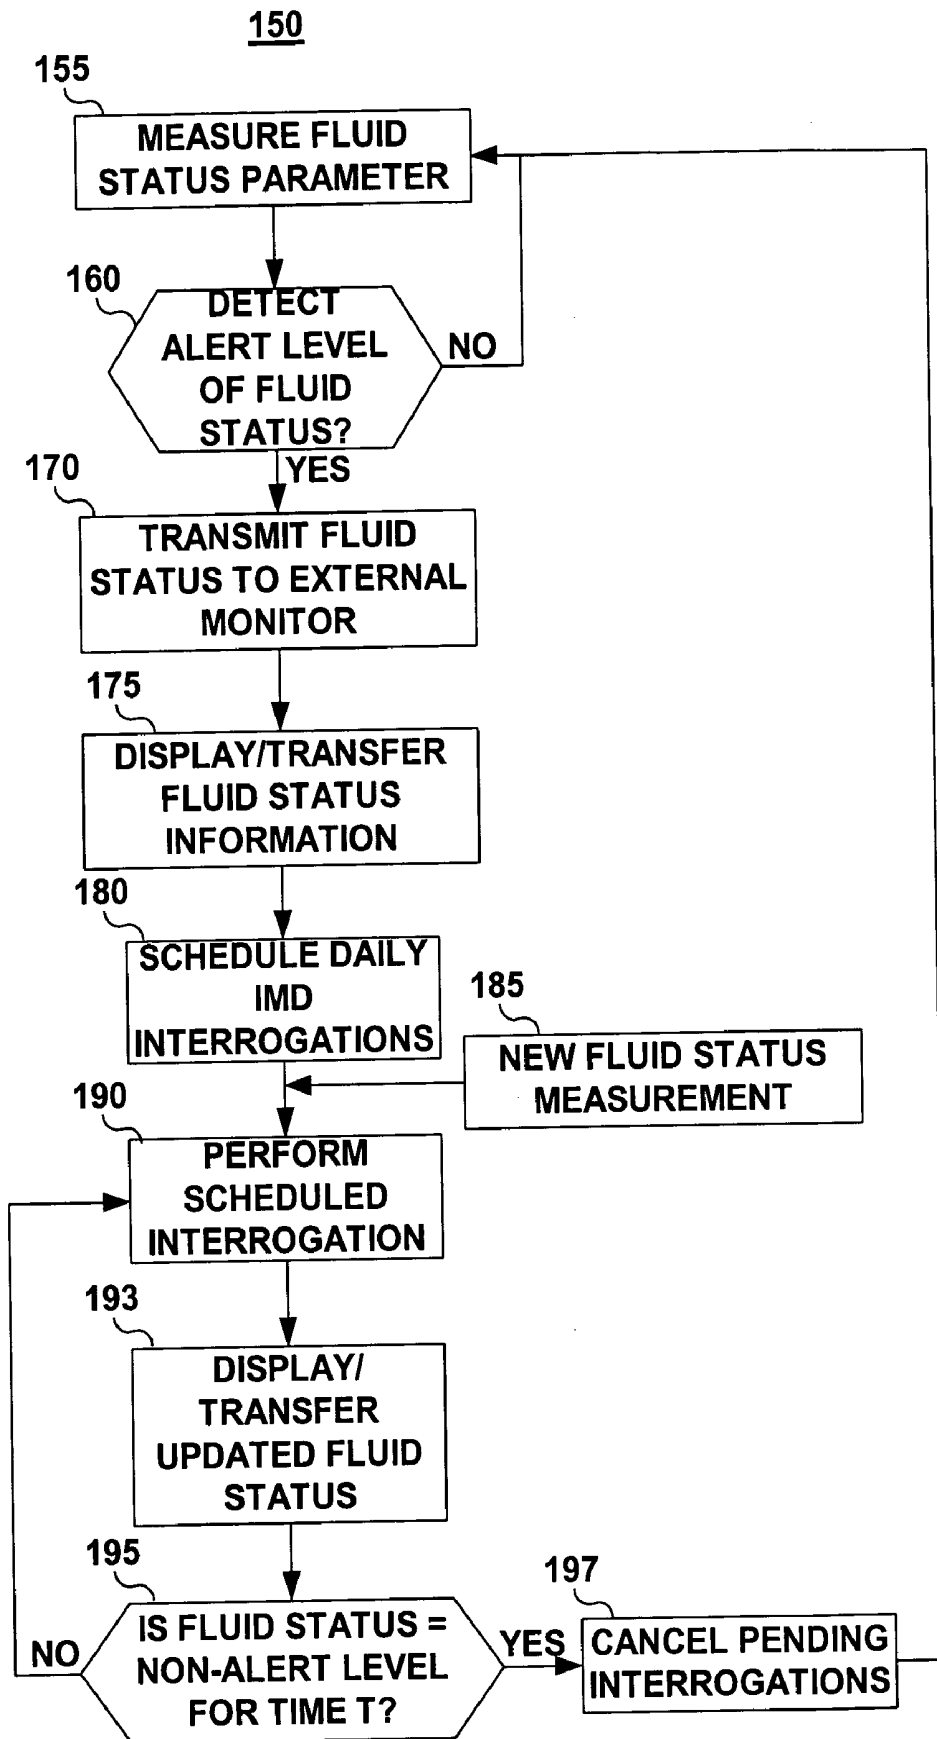 150
155
MEASURE FLUID
STATUS PARAMETER
160
DETECT
ALERT LEVEL
OF FLUID
STATUS?
NO
YES
170
TRANSMIT FLUID
STATUS TO EXTERNAL
MONITOR
175
DISPLAY/TRANSFER
FLUID STATUS
INFORMATION
180
SCHEDULE DAILY
IMD
INTERROGATIONS
185
NEW FLUID STATUS
MEASUREMENT
190
PERFORM
SCHEDULED
INTERROGATION
193
DISPLAY/
TRANSFER
UPDATED FLUID
STATUS
195
IS FLUID STATUS =
NON-ALERT LEVEL
FOR TIME T?
NO
YES
197
CANCEL PENDING
INTERROGATIONS